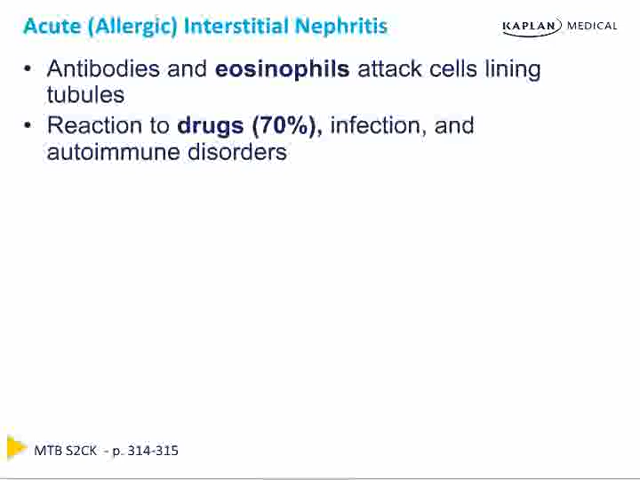 Acute (Allergic) Interstitial Nephritis
KAPLAN MEDICAL
• Antibodies and eosinophils attack cells lining
tubules
• Reaction to drugs (70%), infection, and
autoimmune disorders
MTB S2CK - p. 314-315